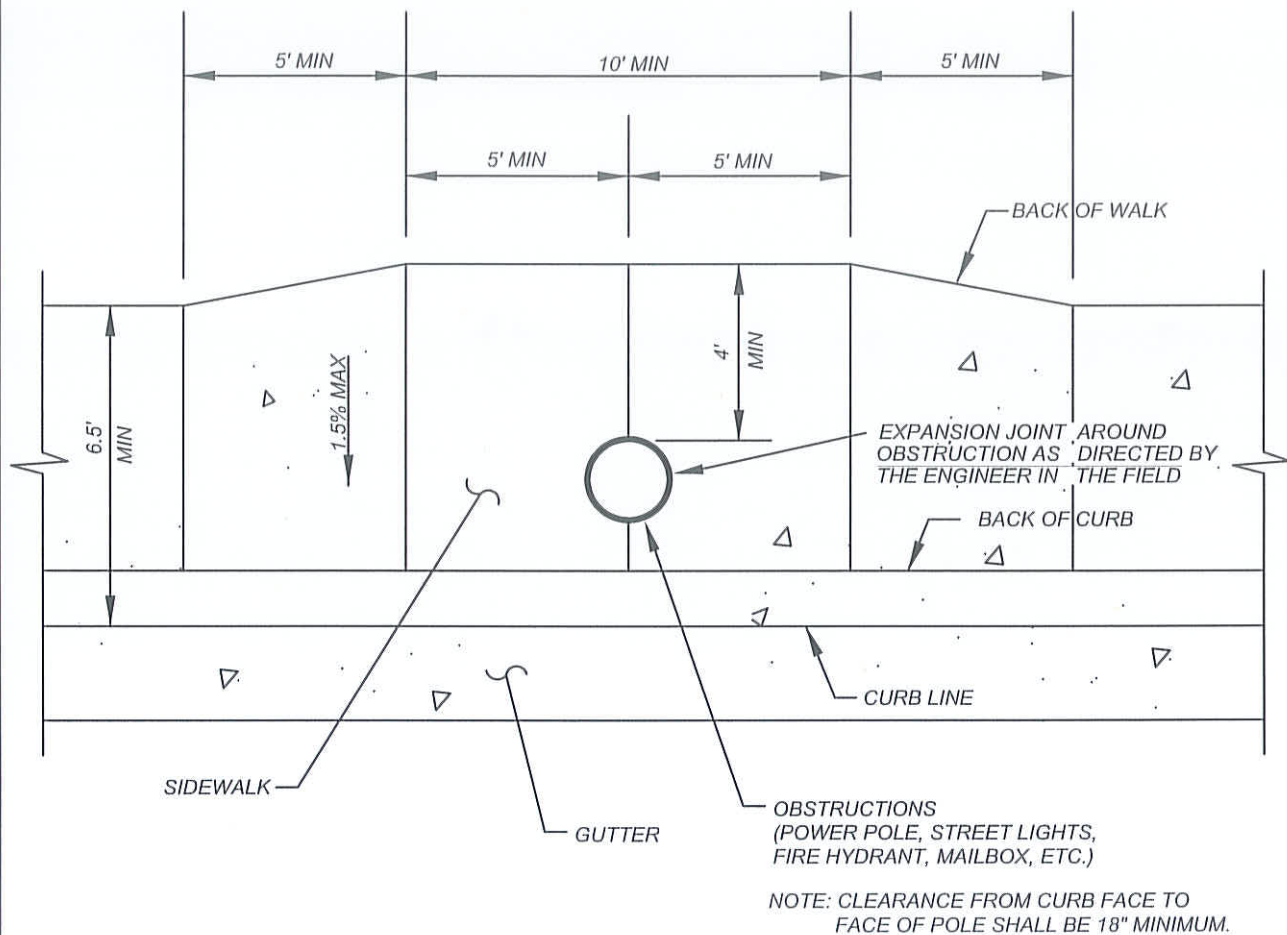 5' MIN
10' MIN
5' MIN
5' MIN
5' MIN
BACK OF WALK
6.5'
MIN
1.5% MAX
4'
MIN
EXPANSION JOINT AROUND
OBSTRUCTION AS DIRECTED BY
THE ENGINEER IN THE FIELD
BACK OF CURB
CURB LINE
SIDEWALK
GUTTER
OBSTRUCTIONS
(POWER POLE, STREET LIGHTS,
FIRE HYDRANT, MAILBOX, ETC.)
NOTE: CLEARANCE FROM CURB FACE TO
FACE OF POLE SHALL BE 18" MINIMUM.